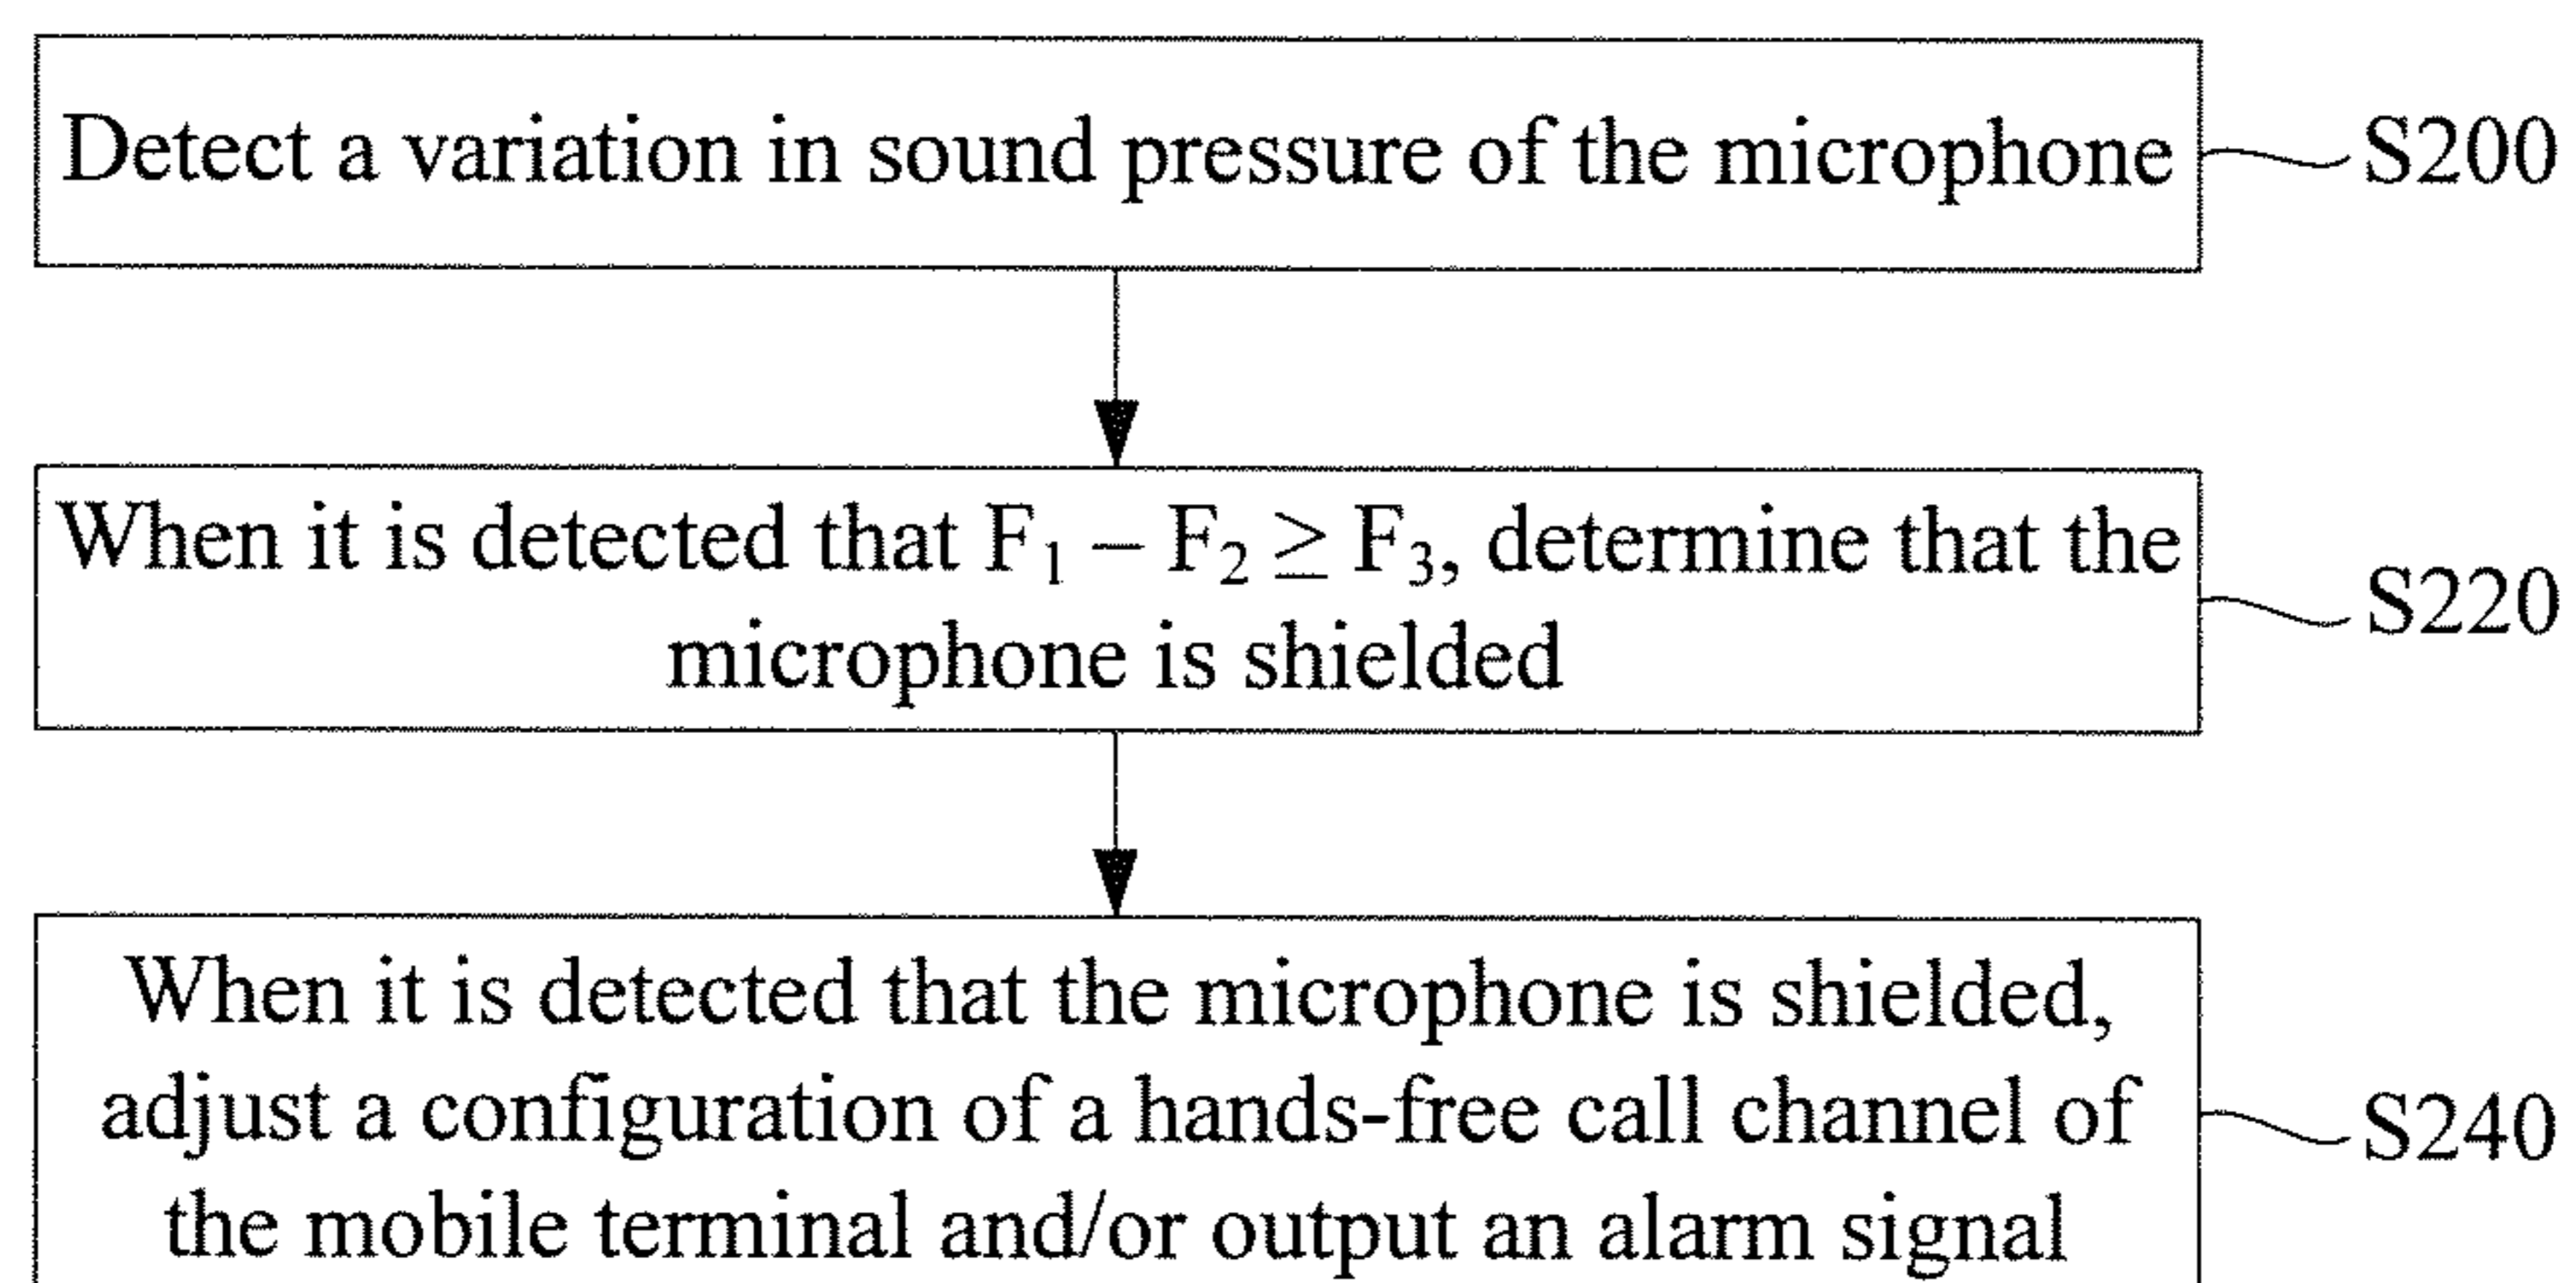 Detect a variation in sound pressure of the microphone
S200
When it is detected that F₁ – F₂ ≥ F₃, determine that the
microphone is shielded
S220
When it is detected that the microphone is shielded,
adjust a configuration of a hands-free call channel of
the mobile terminal and/or output an alarm signal
S240